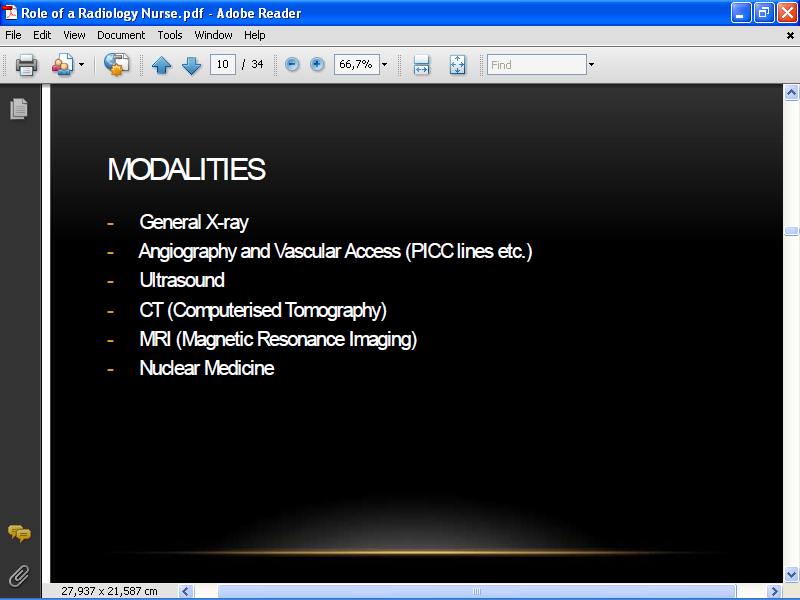 Role of a Radiology Nurse.pdf - Adobe Reader
File Edit View Document Tools Window Help
10 / 34 66,7% Find
MODALITIES
- General X-ray
- Angiography and Vascular Access (PICC lines etc.)
- Ultrasound
- CT (Computerised Tomography)
- MRI (Magnetic Resonance Imaging)
- Nuclear Medicine
27,937 x 21,587 cm